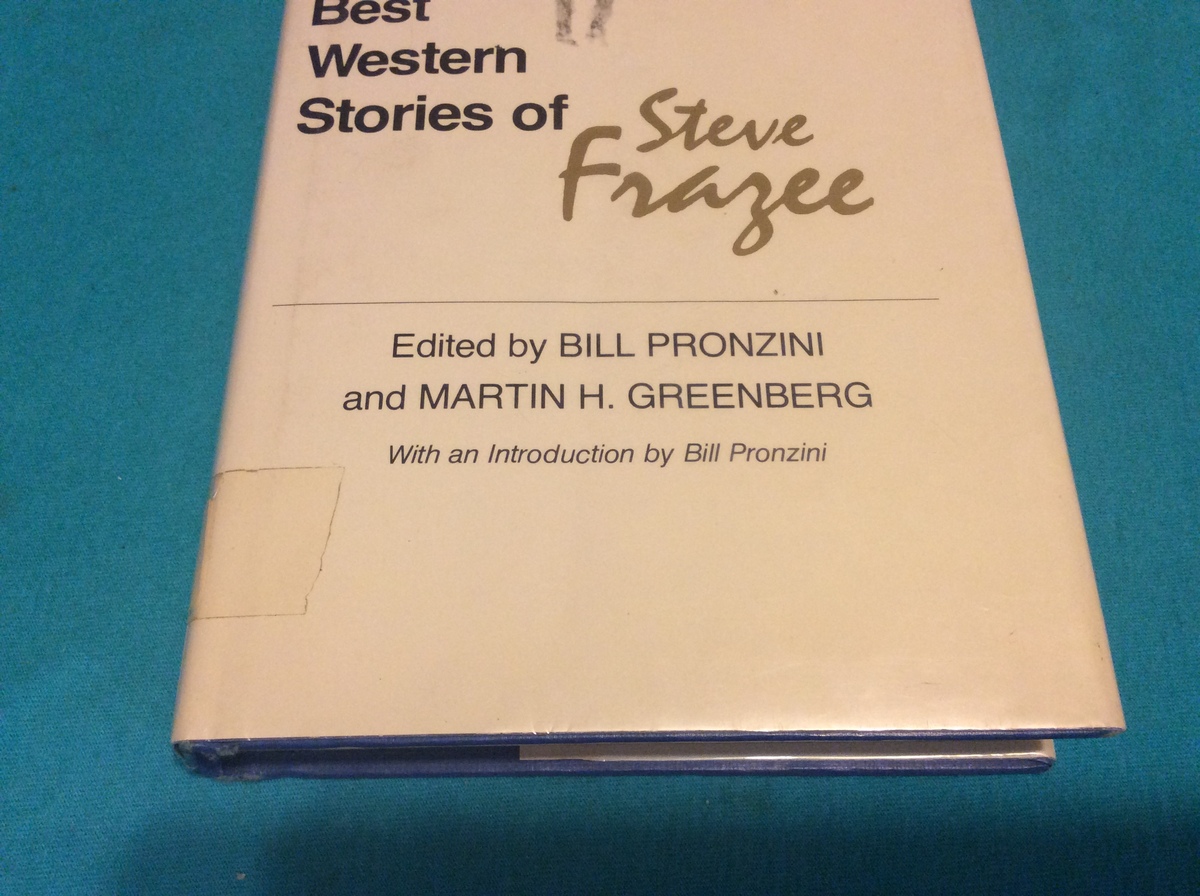 Best
Western
Stories of
Steve
Frazee
Edited by BILL PRONZINI
and MARTIN H. GREENBERG
With an Introduction by Bill Pronzini